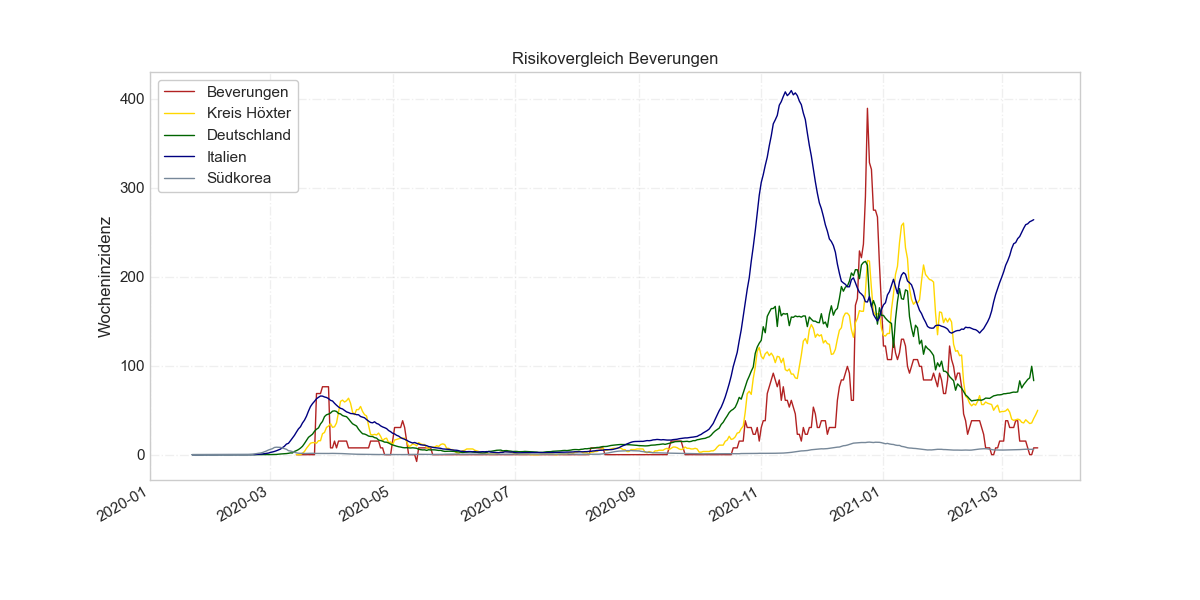 Risikovergleich Beverungen
Beverungen
Kreis Höxter
Deutschland
Italien
Südkorea
Wocheninzidenz
400
300
200
100
0
2020-01
2020-03
2020-05
2020-07
2020-09
2020-11
2021-01
2021-03